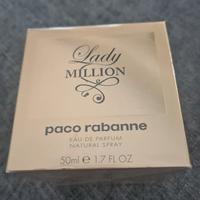 Lady
MILLION
paco rabanne
EAU DE PARFUM
NATURAL SPRAY
50ml e 1.7 FL OZ